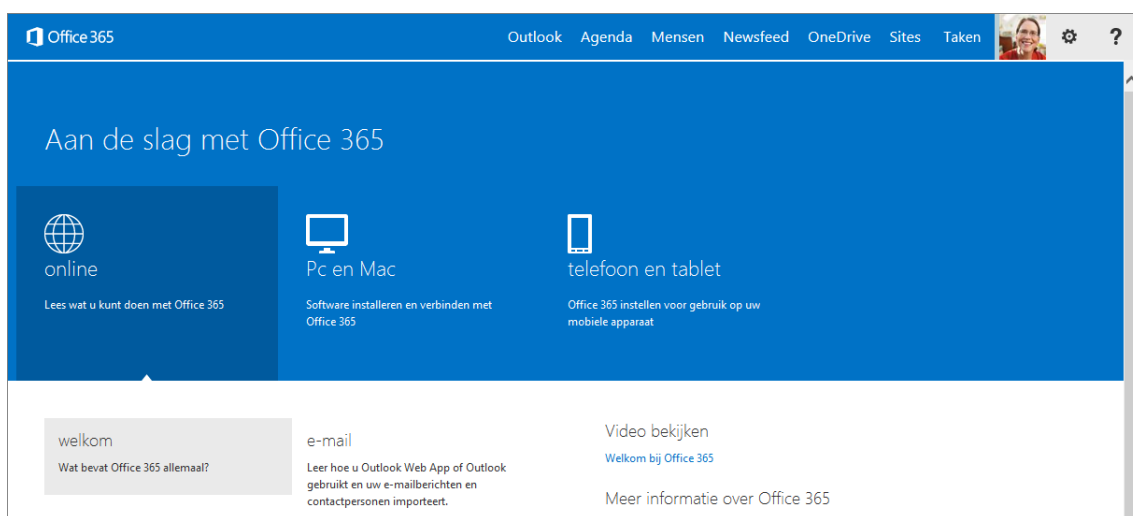 Office 365
Outlook Agenda Mensen Newsfeed OneDrive Sites Taken ?
Aan de slag met Office 365
online
Lees wat u kunt doen met Office 365
Pc en Mac
Software installeren en verbinden met
Office 365
telefoon en tablet
Office 365 instellen voor gebruik op uw
mobiele apparaat
welkom
Wat bevat Office 365 allemaal?
e-mail
Leer hoe u Outlook Web App of Outlook
gebruikt en uw e-mailberichten en
contactpersonen importeert.
Video bekijken
Welkom bij Office 365
Meer informatie over Office 365